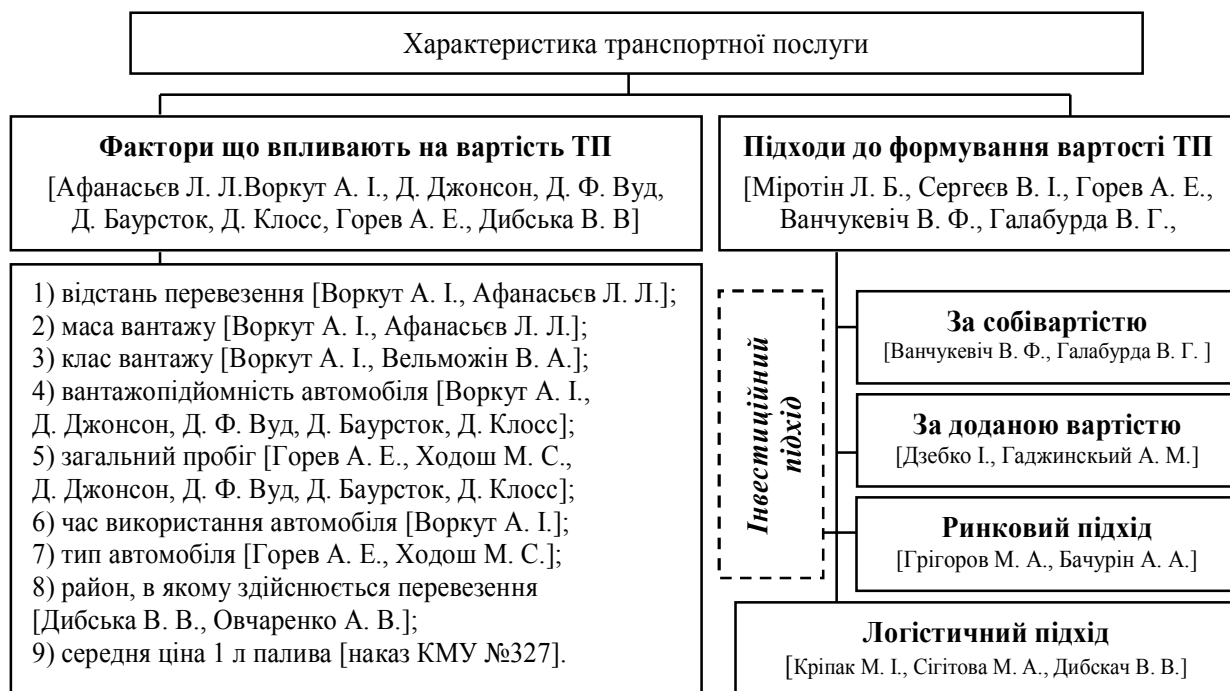 Характеристика транспортної послуги
Фактори що впливають на вартість ТП
[Афанасьєв Л. Л.Воркут А. І., Д. Джонсон, Д. Ф. Вуд,
Д. Баурсток, Д. Клосс, Горев А. Е., Дибська В. В]
1) відстань перевезення [Воркут А. І., Афанасьєв Л. Л.];
2) маса вантажу [Воркут А. І., Афанасьєв Л. Л.];
3) клас вантажу [Воркут А. І., Вельможін В. А.];
4) вантажопідйомність автомобіля [Воркут А. І.,
Д. Джонсон, Д. Ф. Вуд, Д. Баурсток, Д. Клосс];
5) загальний пробіг [Горев А. Е., Ходош М. С.,
Д. Джонсон, Д. Ф. Вуд, Д. Баурсток, Д. Клосс];
6) час використання автомобіля [Воркут А. І.];
7) тип автомобіля [Горев А. Е., Ходош М. С.];
8) район, в якому здійснюється перевезення
[Дибська В. В., Овчаренко А. В.];
9) середня ціна 1 л палива [наказ КМУ №327].
Підходи до формування вартості ТП
[Міротін Л. Б., Сергеєв В. І., Горев А. Е.,
Ванчукевіч В. Ф., Галабурда В. Г.,
Інвестиційний
підхід
За собівартістю
[Ванчукевіч В. Ф., Галабурда В. Г. ]
За доданою вартістю
[Дзебко І., Гаджинскьий А. М.]
Ринковий підхід
[Грігоров М. А., Бачурін А. А.]
Логістичний підхід
[Кріпак М. І., Сігітова М. А., Дибскач В. В.]